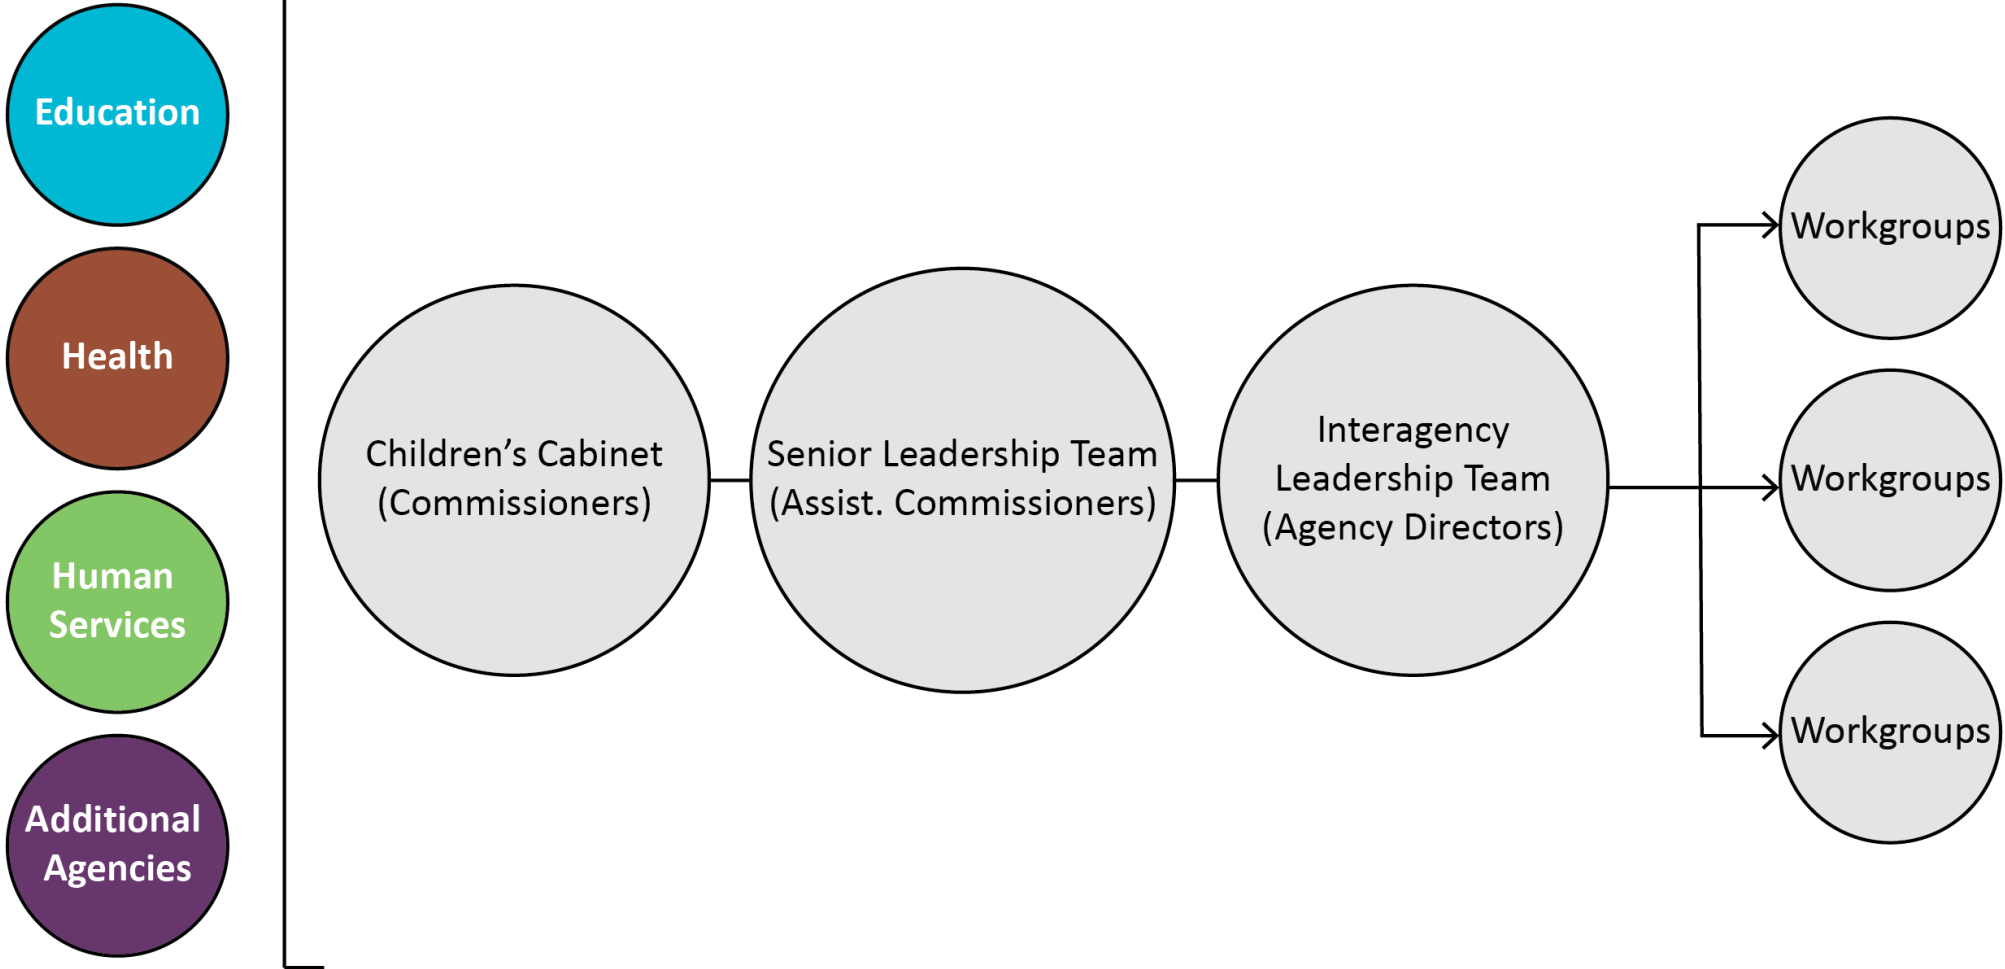 Education
Health
Human
Services
Additional
Agencies
Children’s Cabinet
(Commissioners)
Senior Leadership Team
(Assist. Commissioners)
Interagency
Leadership Team
(Agency Directors)
Workgroups
Workgroups
Workgroups